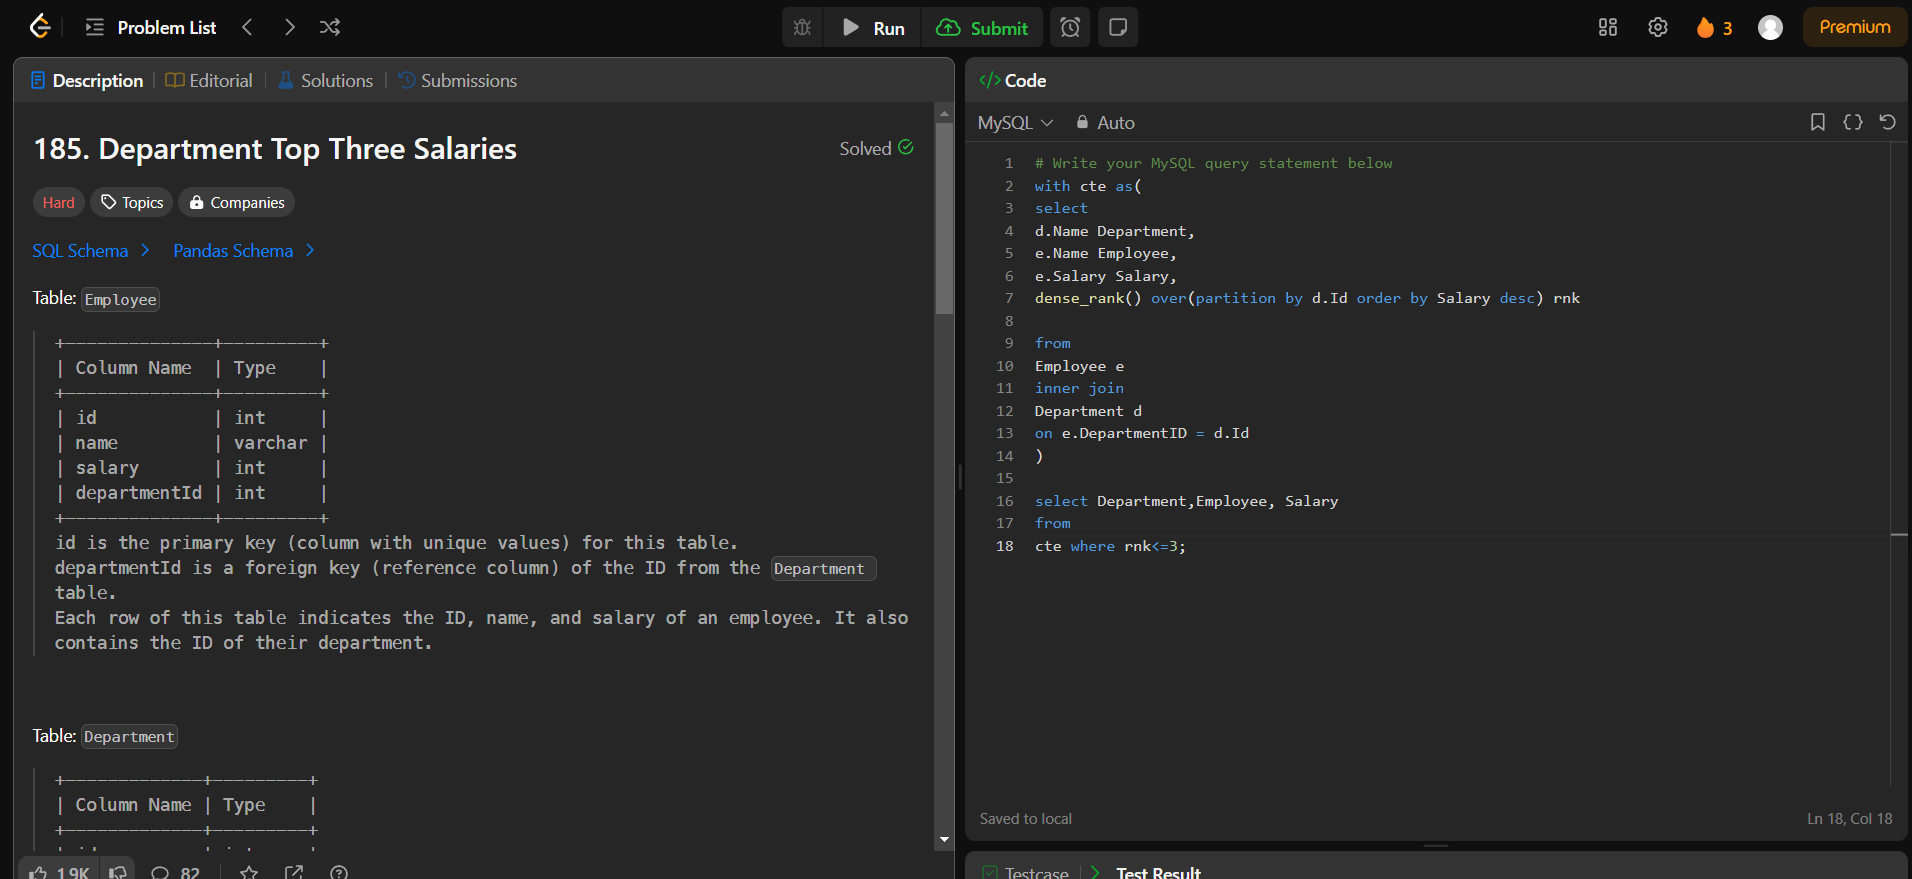 Problem List
Run
Submit
3
Premium
Description
Editorial
Solutions
Submissions
185. Department Top Three Salaries
Solved
Hard
Topics
Companies
SQL Schema
Pandas Schema
Table: Employee
+--------------+---------+
| Column Name  | Type    |
+--------------+---------+
| id           | int     |
| name         | varchar |
| salary       | int     |
| departmentId | int     |
+--------------+---------+
id is the primary key (column with unique values) for this table.
departmentId is a foreign key (reference column) of the ID from the Department
table.
Each row of this table indicates the ID, name, and salary of an employee. It also
contains the ID of their department.
Table: Department
+-------------+---------+
| Column Name | Type    |
+-------------+---------+
1.9K
82
</> Code
MySQL
Auto
1 # Write your MySQL query statement below
2 with cte as(
3 select
4 d.Name Department,
5 e.Name Employee,
6 e.Salary Salary,
7 dense_rank() over(partition by d.Id order by Salary desc) rnk
8
9 from
10 Employee e
11 inner join
12 Department d
13 on e.DepartmentID = d.Id
14 )
15
16 select Department,Employee, Salary
17 from
18 cte where rnk<=3;
Saved to local
Ln 18, Col 18
Testcase
Test Result